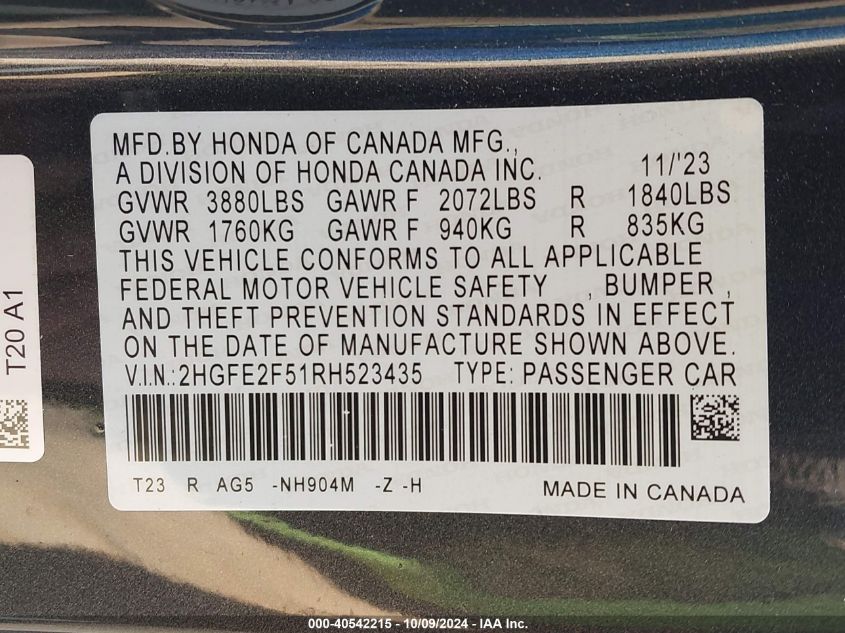 MFD.BY HONDA OF CANADA MFG.,
A DIVISION OF HONDA CANADA INC. 11/'23
GVWR 3880LBS GAWR F 2072LBS R 1840LBS
GVWR 1760KG GAWR F 940KG R 835KG
THIS VEHICLE CONFORMS TO ALL APPLICABLE
FEDERAL MOTOR VEHICLE SAFETY , BUMPER ,
AND THEFT PREVENTION STANDARDS IN EFFECT
ON THE DATE OF MANUFACTURE SHOWN ABOVE.
V.I.N.: 2HGFE2F51RH523435 TYPE: PASSENGER CAR
T23 R AG5 -NH904M -Z -H MADE IN CANADA
T20 A1
000-40542215 - 10/09/2024 - IAA Inc.